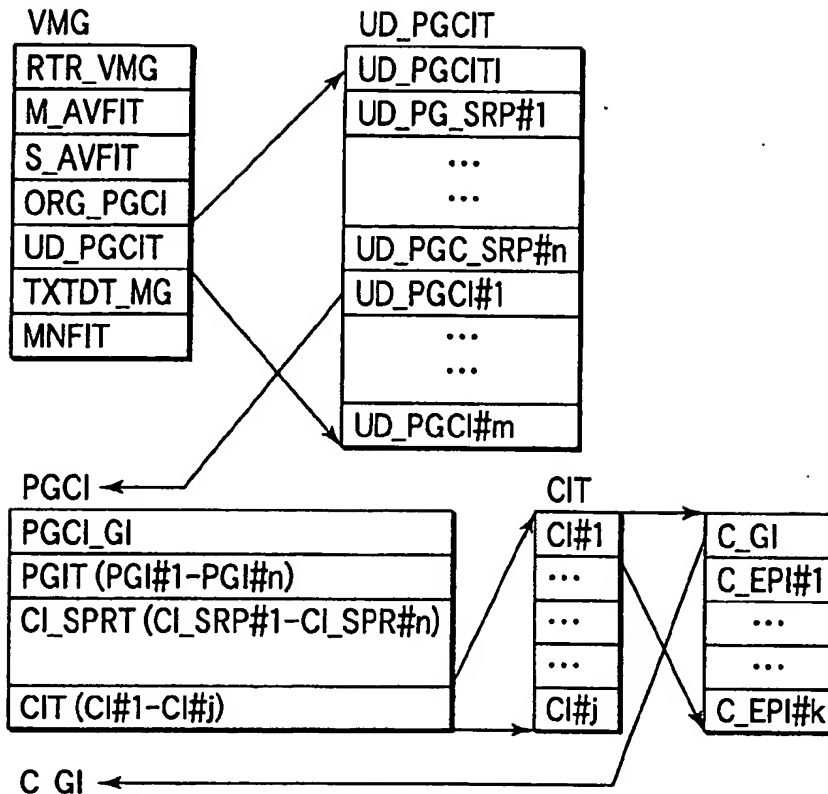 VMG
RTR_VMG
M_AVFIT
S_AVFIT
ORG_PGCI
UD_PGCIT
TXTDT_MG
MNFIT
UD_PGCIT
UD_PGCITI
UD_PG_SRP#1
...
...
UD_PGC_SRP#n
UD_PGCI#1
...
...
UD_PGCI#m
PGCI
PGCI_GI
PGIT (PGI#1-PGI#n)
CI_SPRT (CI_SRP#1-CI_SPR#n)
CIT (CI#1-CI#j)
CIT
CI#1
...
...
...
CI#j
C_GI
C_EPI#1
...
...
C_EPI#k
C GI